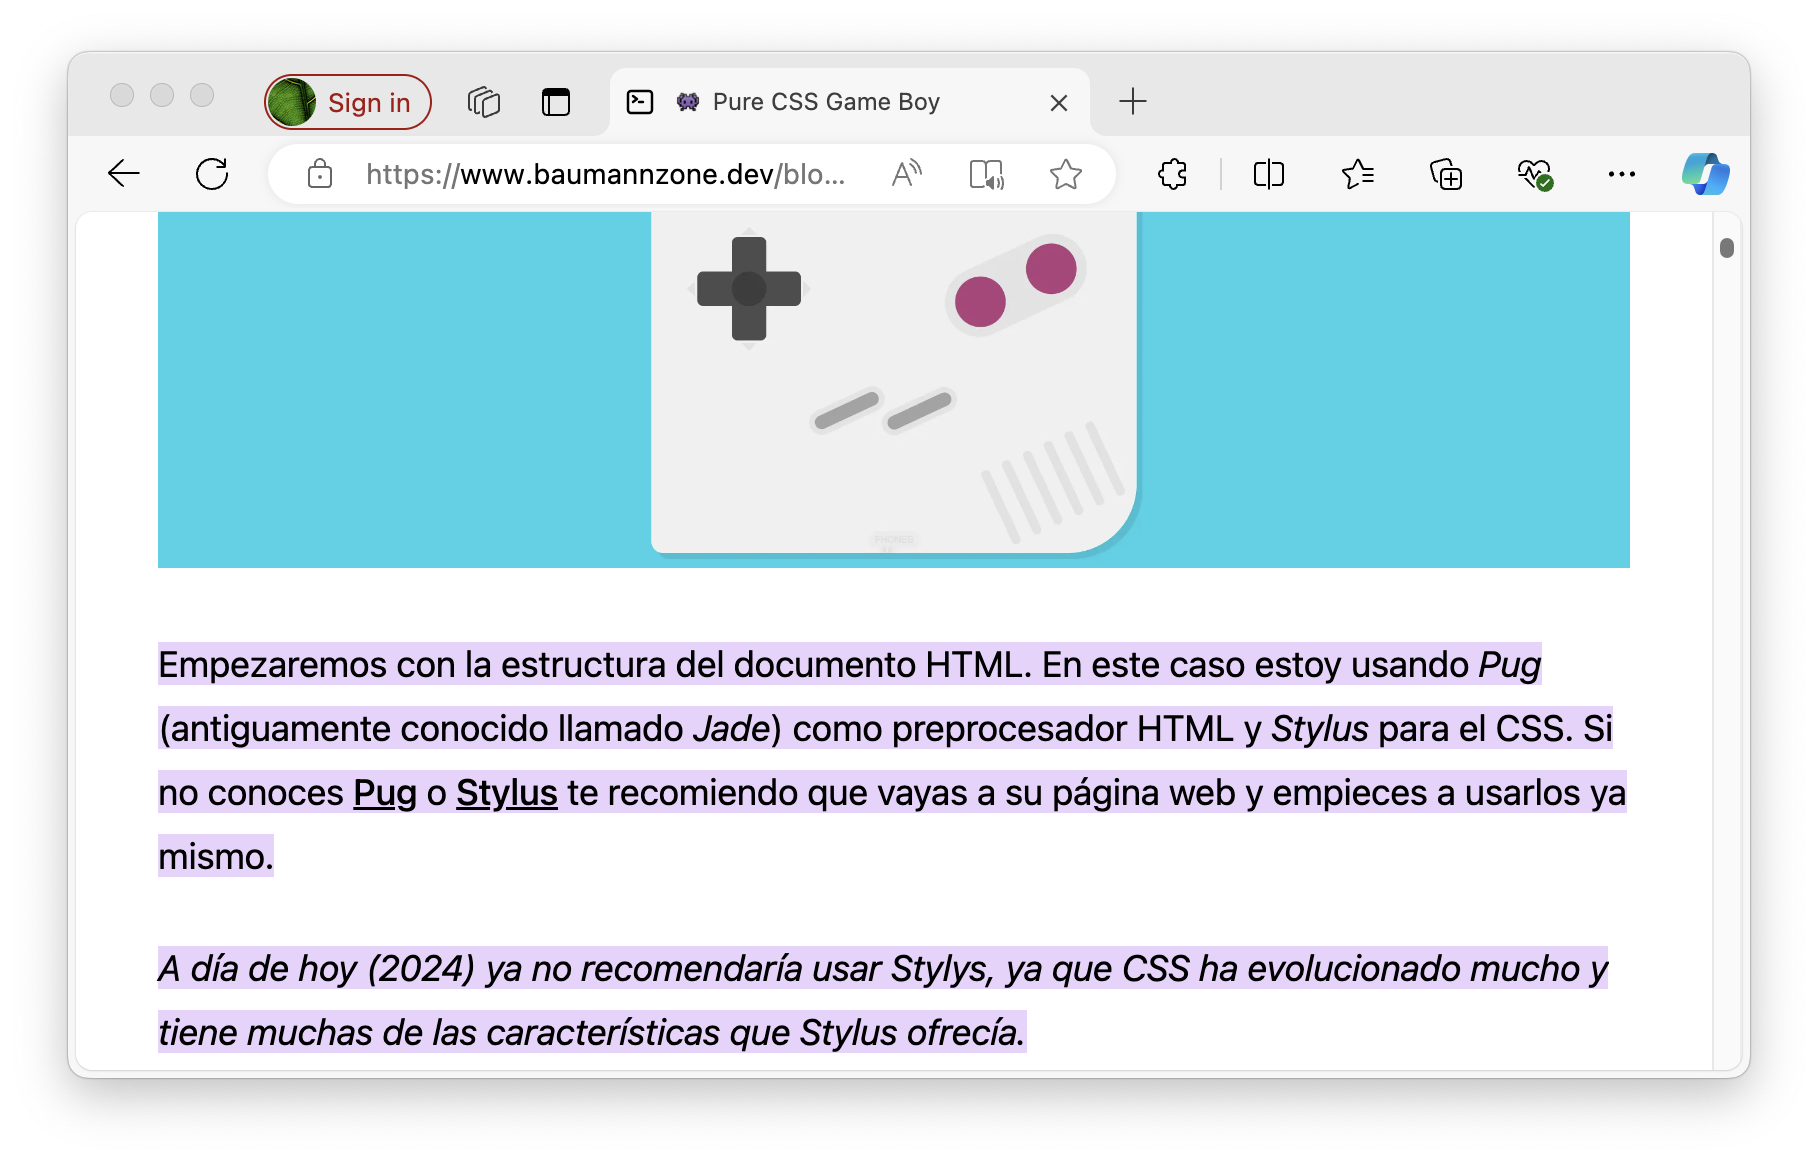 Sign in
Pure CSS Game Boy
https://www.baumannzone.dev/blo...
PHONES
Empezaremos con la estructura del documento HTML. En este caso estoy usando Pug
(antiguamente conocido llamado Jade) como preprocesador HTML y Stylus para el CSS. Si
no conoces Pug o Stylus te recomiendo que vayas a su página web y empieces a usarlos ya
mismo.
A día de hoy (2024) ya no recomendaría usar Stylys, ya que CSS ha evolucionado mucho y
tiene muchas de las características que Stylus ofrecía.